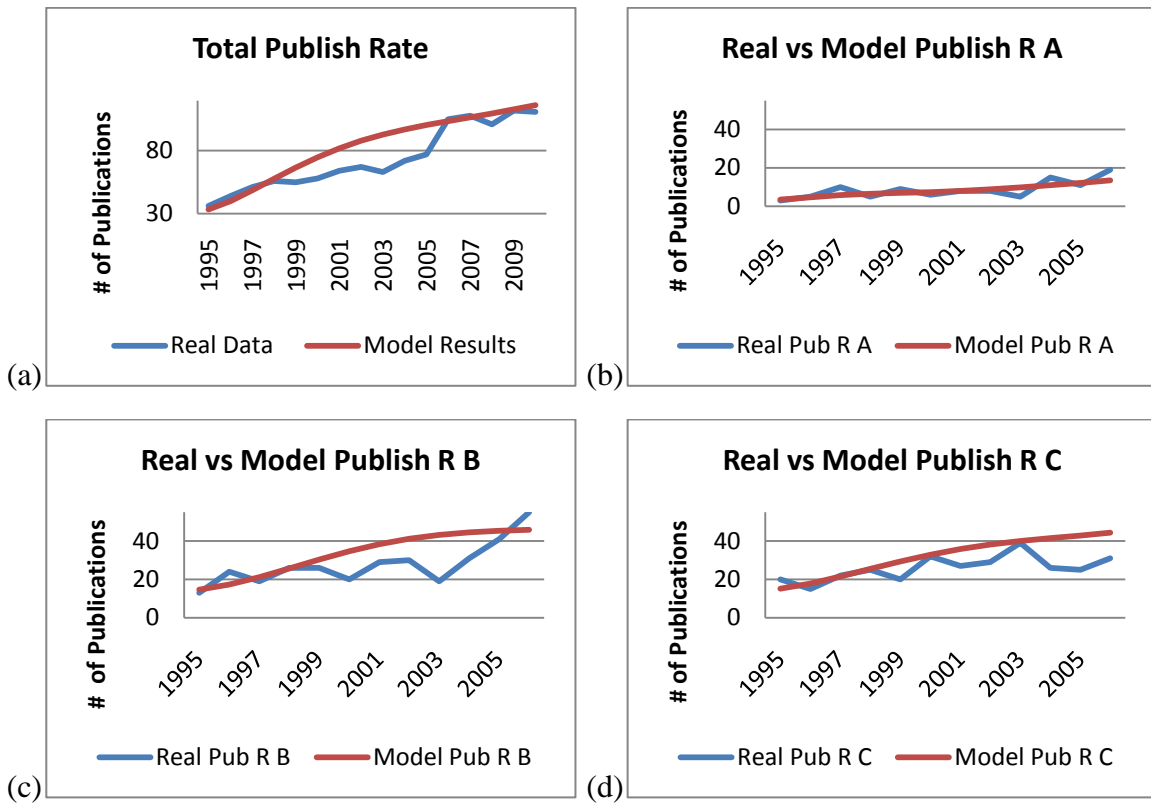 Total Publish Rate
# of Publications
80
30
1995
1997
1999
2001
2003
2005
2007
2009
Real Data
Model Results
(a)
Real vs Model Publish R A
# of Publications
40
20
0
1995
1997
1999
2001
2003
2005
Real Pub R A
Model Pub R A
(b)
Real vs Model Publish R B
# of Publications
40
20
0
1995
1997
1999
2001
2003
2005
Real Pub R B
Model Pub R B
(c)
Real vs Model Publish R C
# of Publications
40
20
0
1995
1997
1999
2001
2003
2005
Real Pub R C
Model Pub R C
(d)